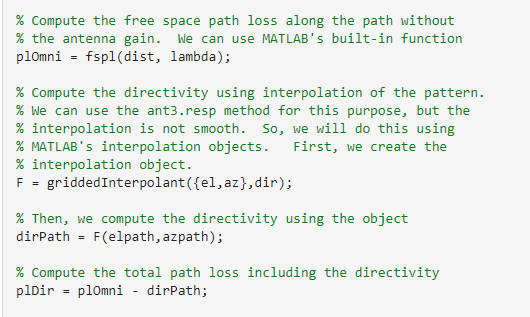 % Compute the free space path loss along the path without
% the antenna gain.  We can use MATLAB's built-in function
plOmni = fspl(dist, lambda);
% Compute the directivity using interpolation of the pattern.
% We can use the ant3.resp method for this purpose, but the
% interpolation is not smooth.  So, we will do this using
% MATLAB's interpolation objects.   First, we create the
% interpolation object.
F = griddedInterpolant({el,az},dir);
% Then, we compute the directivity using the object
dirPath = F(elpath,azpath);
% Compute the total path loss including the directivity
plDir = plOmni - dirPath;